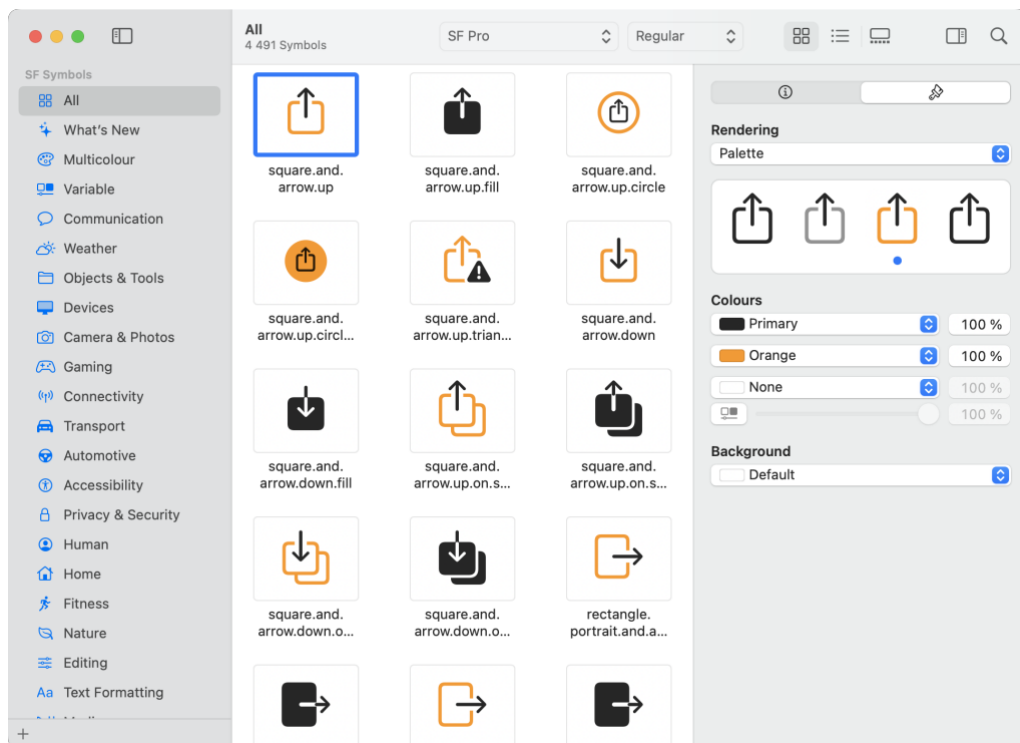 All
4 491 Symbols
SF Pro
Regular
SF Symbols
All
What's New
Multicolour
Variable
Communication
Weather
Objects & Tools
Devices
Camera & Photos
Gaming
Connectivity
Transport
Automotive
Accessibility
Privacy & Security
Human
Home
Fitness
Nature
Editing
Aa Text Formatting
square.and.
arrow.up
square.and.
arrow.up.fill
square.and.
arrow.up.circle
square.and.
arrow.up.circl...
square.and.
arrow.up.trian...
square.and.
arrow.down
square.and.
arrow.down.fill
square.and.
arrow.up.on.s...
square.and.
arrow.up.on.s...
square.and.
arrow.down.o...
square.and.
arrow.down.o...
rectangle.
portrait.and.a...
Rendering
Palette
Colours
Primary
100 %
Orange
100 %
None
100 %
100 %
Background
Default